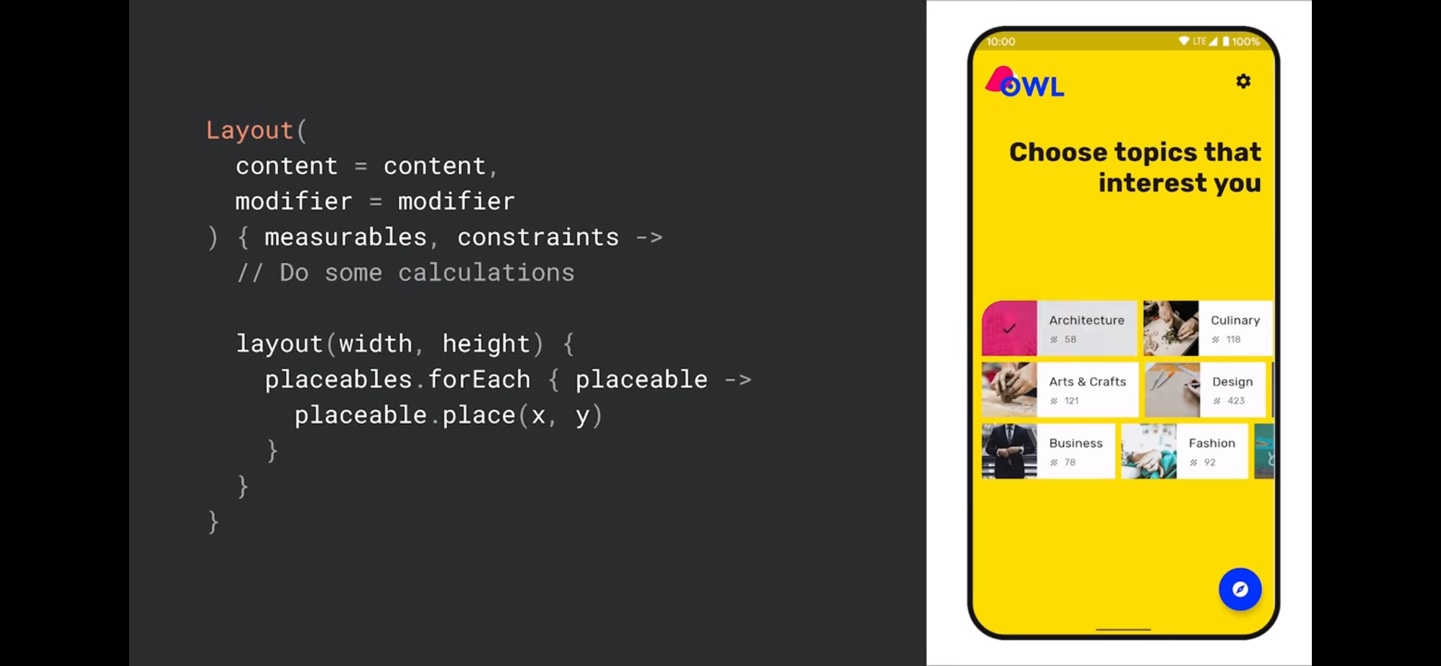 Layout(
content = content,
modifier = modifier
) { measurables, constraints ->
// Do some calculations
layout(width, height) {
placeables.forEach { placeable ->
placeable.place(x, y)
}
}
}
10:00
LTE 100%
OWL
Choose topics that
interest you
Architecture
58
Culinary
118
Arts & Crafts
121
Design
423
Business
78
Fashion
92